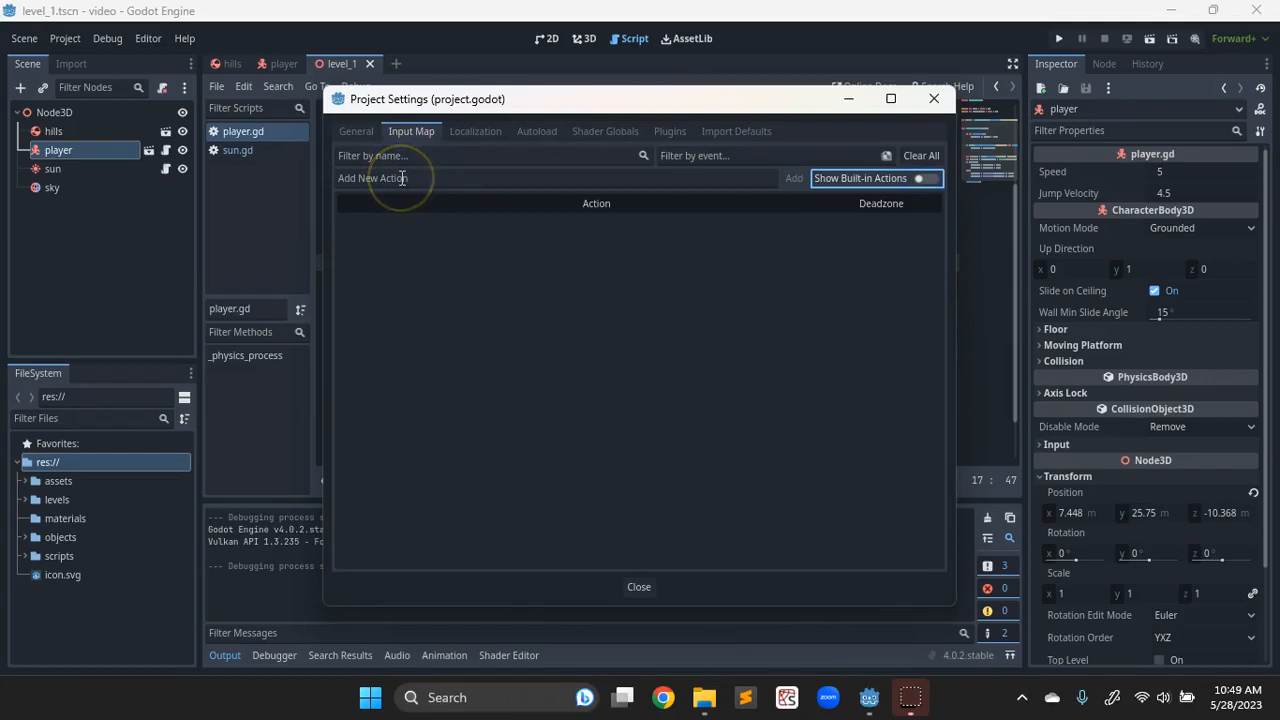 level_1.tscn - video - Godot Engine
Scene Project Debug Editor Help
2D 3D Script AssetLib
Forward+
Scene Import
hills player level_1
Inspector Node History
Filter Nodes
File Edit Search Go To Debug
Online Docs Search Help
Node3D
hills
player
sun
sky
Filter Scripts
player.gd
sun.gd
player.gd
Filter Methods
_physics_process
Project Settings (project.godot)
General Input Map Localization Autoload Shader Globals Plugins Import Defaults
Filter by name... Filter by event... Clear All
Add New Action Add Show Built-in Actions
Action Deadzone
Close
17 : 47
FileSystem
res://
Filter Files
Favorites:
res://
assets
levels
materials
objects
scripts
icon.svg
--- Debugging process s
Godot Engine v4.0.2.sta
Vulkan API 1.3.235 - Fo
--- Debugging process s
3
0
0
2
Filter Messages
Output Debugger Search Results Audio Animation Shader Editor 4.0.2.stable
player
Filter Properties
player.gd
Speed 5
Jump Velocity 4.5
CharacterBody3D
Motion Mode Grounded
Up Direction
x 0 y 1 z 0
Slide on Ceiling On
Wall Min Slide Angle 15 °
Floor
Moving Platform
Collision
PhysicsBody3D
Axis Lock
CollisionObject3D
Disable Mode Remove
Input
Node3D
Transform
Position
x 7.448 m y 25.75 m z -10.368 m
Rotation
x 0 ° y 0 ° z 0 °
Scale
x 1 y 1 z 1
Rotation Edit Mode Euler
Rotation Order YXZ
Top Level On
Search
10:49 AM
5/28/2023